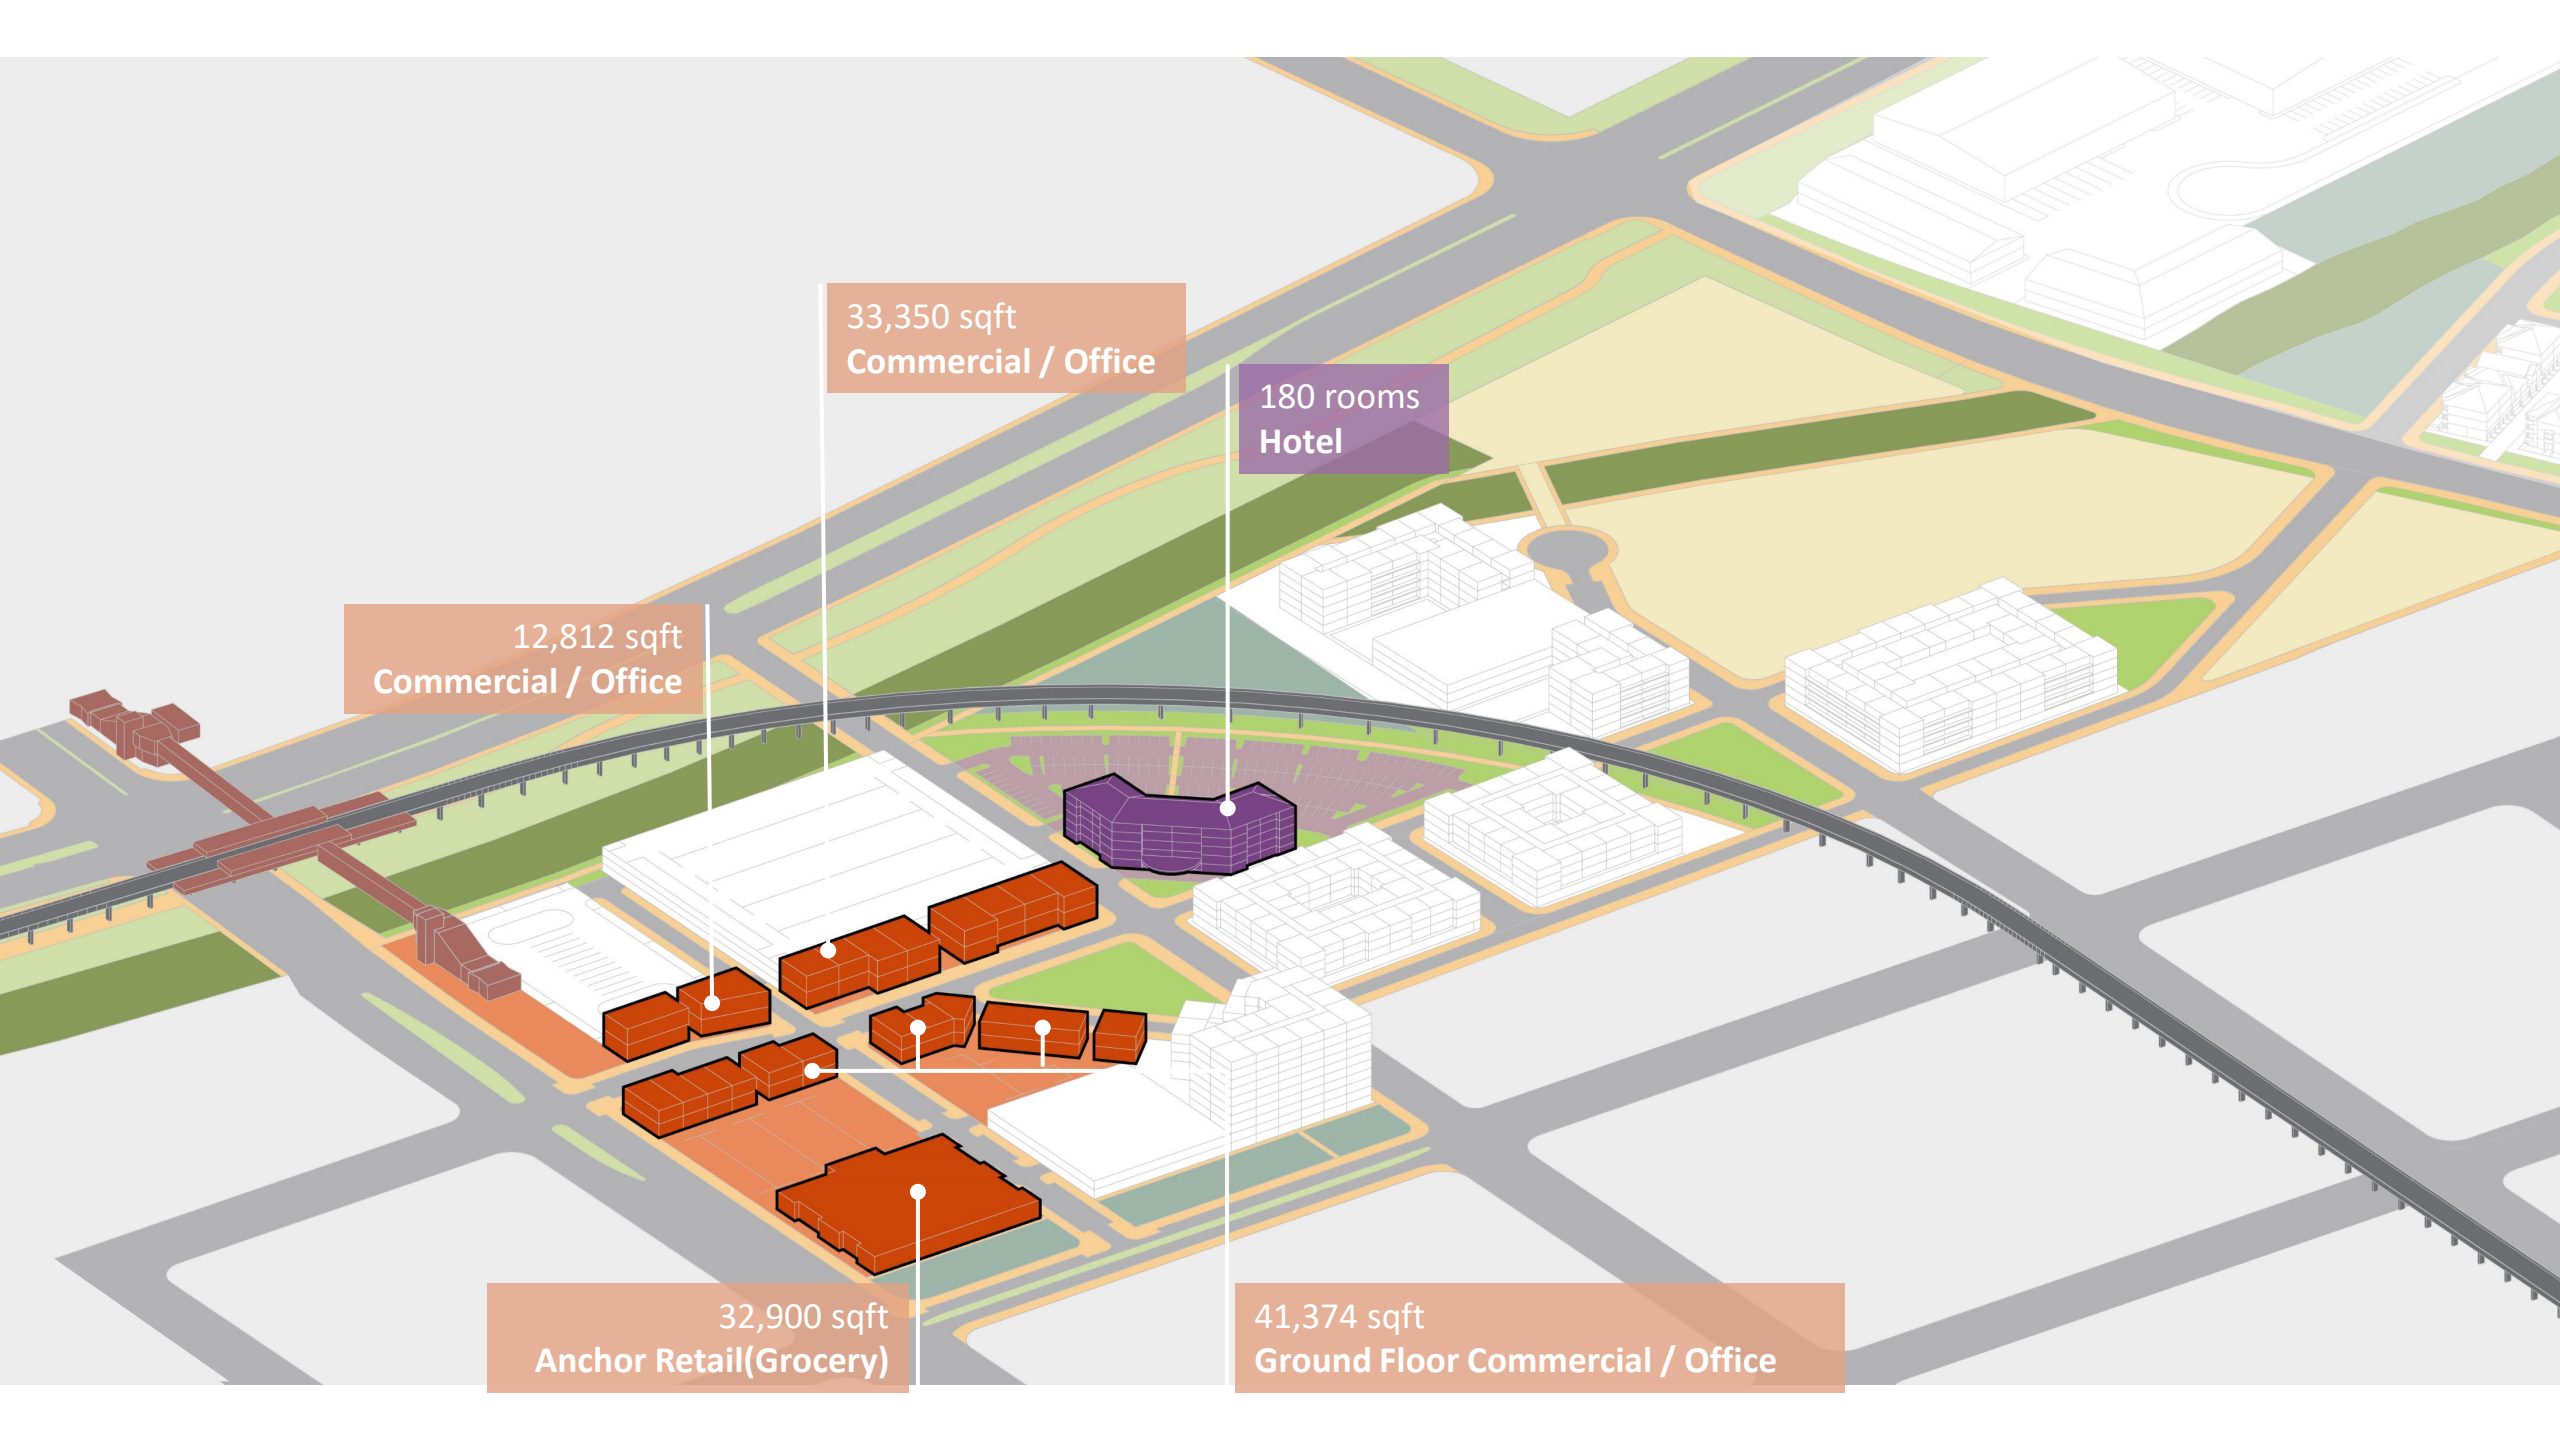 33,350 sqft
Commercial / Office
180 rooms
Hotel
12,812 sqft
Commercial / Office
32,900 sqft
Anchor Retail(Grocery)
41,374 sqft
Ground Floor Commercial / Office